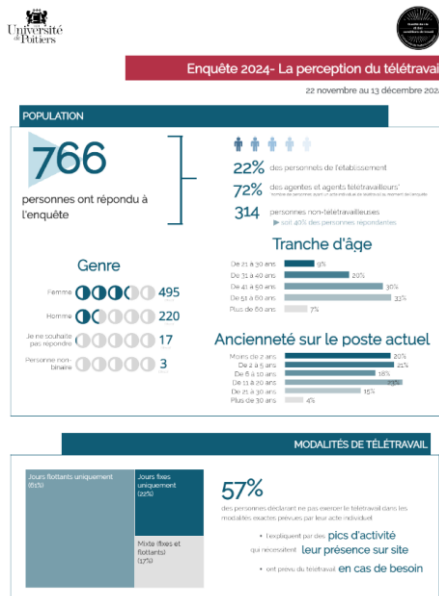 Université
de Poitiers
Enquête 2024- La perception du télétravai
22 novembre au 13 décembre 202
POPULATION
766
personnes ont répondu à
l'enquête
22% des personnels de l'établissement
72% des agentes et agents télétravailleurs*
314 personnes non-télétravailleuses
▶ soit 40% des personnes répondantes
Genre
Femme 495
Homme 220
Je ne souhaite
pas répondre 17
Personne non-
binaire 3
Tranche d'âge
De 21 à 30 ans 9%
De 31 à 40 ans 20%
De 41 à 50 ans 30%
De 51 à 60 ans 33%
Plus de 60 ans 7%
Ancienneté sur le poste actuel
Moins de 2 ans 20%
De 2 à 5 ans 21%
De 6 à 10 ans 18%
De 11 à 20 ans 23%
De 21 à 30 ans 15%
Plus de 30 ans 4%
MODALITÉS DE TÉLÉTRAVAIL
Jours flottants uniquement
(61%)
Jours fixes
uniquement
(22%)
Mixte (fixes et
flottants)
(17%)
57%
des personnes déclarant ne pas exercer le télétravail dans les
modalités exactes prévues par leur acte individuel
• l'expliquent par des pics d'activité
qui nécessitent leur présence sur site
• ont prévu du télétravail en cas de besoin